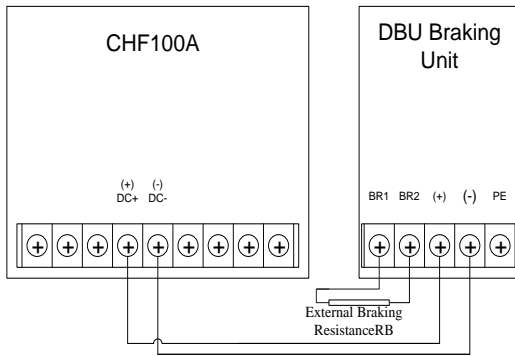 CHF100A
DBU Braking
Unit
(+) (-)
DC+ DC-
BR1 BR2 (+) (-) PE
External Braking
ResistanceRB